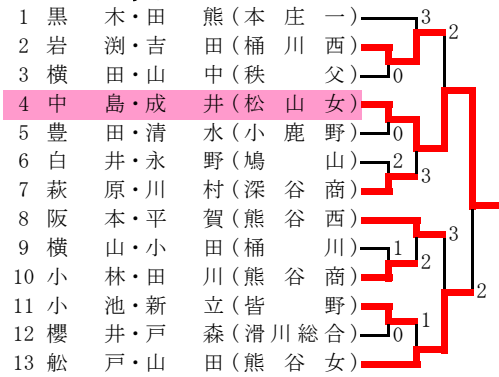 1 黒木・田熊(本庄一) 3
2 岩渕・吉田(桶川西) 2
3 横田・山中(秩父) 0
4 中島・成井(松山女)
5 豊田・清水(小鹿野) 0
6 白井・永野(鳩山) 2
7 萩原・川村(深谷商) 3
8 阪本・平賀(熊谷西) 3
9 横山・小田(桶川) 1
10 小林・田川(熊谷商) 2
11 小池・新立(皆野) 2
12 櫻井・戸森(滑川総合) 0 1
13 舩戸・山田(熊谷女)